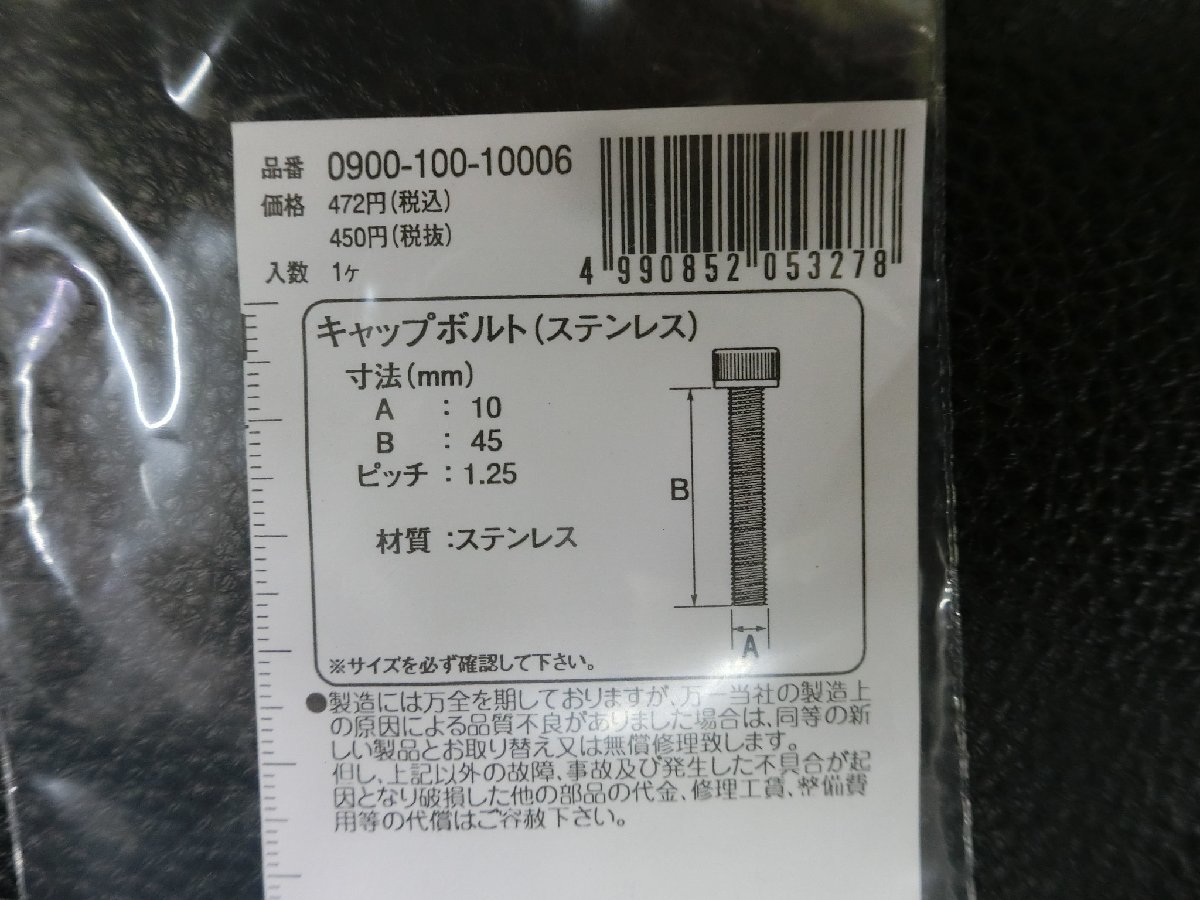 品番 0900-100-10006
価格 472円(税込)
450円(税抜)
入数 1ヶ
4 990852 053278
キャップボルト(ステンレス)
寸法(mm)
A : 10
B : 45
ピッチ : 1.25
材質 :ステンレス
B
A
※サイズを必ず確認して下さい。
●製造には万全を期しておりますが、万一当社の製造上
の原因による品質不良がありました場合は、同等の新
しい製品とお取り替え又は無償修理致します。
但し、上記以外の故障、事故及び発生した不具合が起
因となり破損した他の部品の代金、修理工賃、整備費
用等の代償はご容赦下さい。